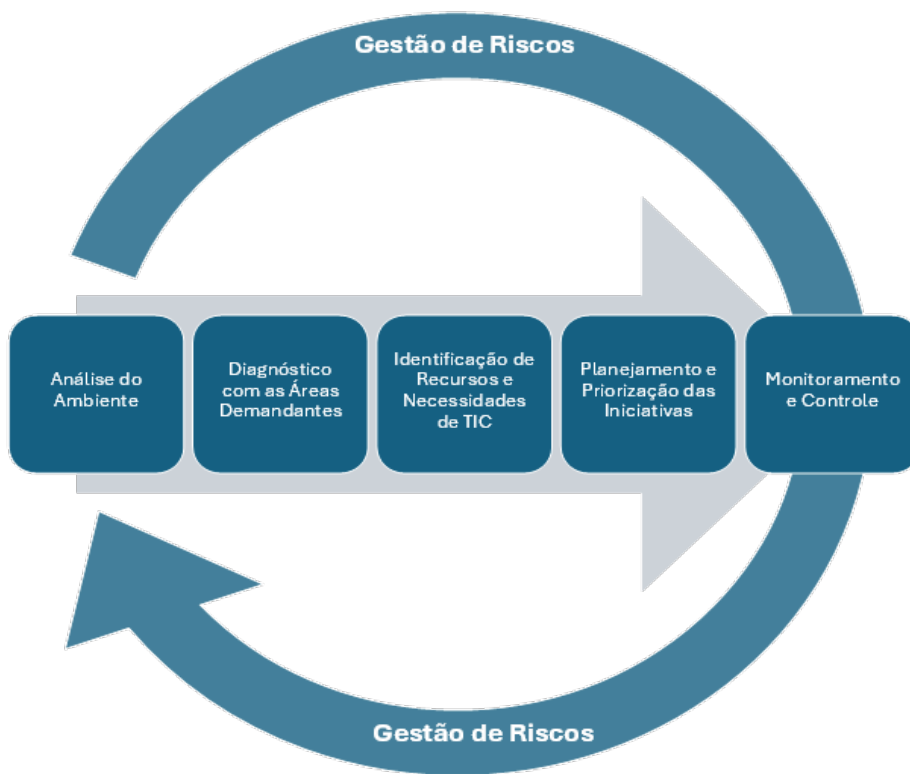 Gestão de Riscos
Análise do
Ambiente
Diagnóstico
com as Áreas
Demandantes
Identificação de
Recursos e
Necessidades
de TIC
Planejamento e
Priorização das
Iniciativas
Monitoramento
e Controle
Gestão de Riscos